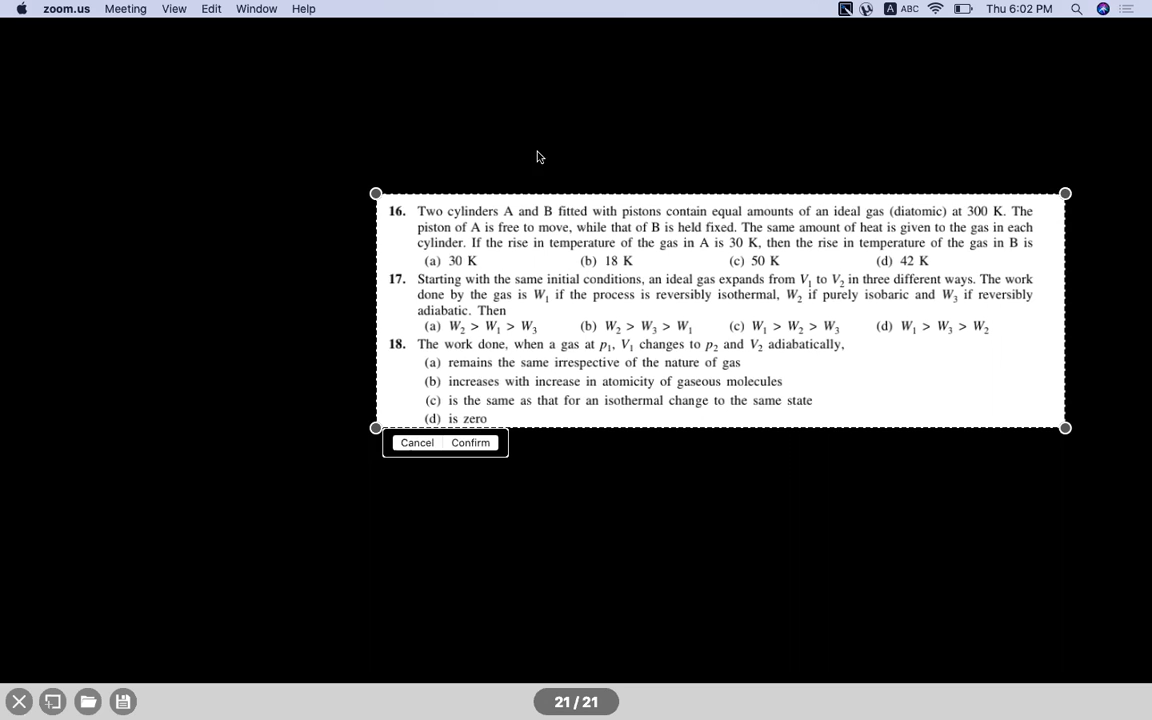 zoom.us Meeting View Edit Window Help A ABC Thu 6:02 PM
16. Two cylinders A and B fitted with pistons contain equal amounts of an ideal gas (diatomic) at 300 K. The
piston of A is free to move, while that of B is held fixed. The same amount of heat is given to the gas in each
cylinder. If the rise in temperature of the gas in A is 30 K, then the rise in temperature of the gas in B is
(a) 30 K (b) 18 K (c) 50 K (d) 42 K
17. Starting with the same initial conditions, an ideal gas expands from V₁ to V₂ in three different ways. The work
done by the gas is W₁ if the process is reversibly isothermal, W₂ if purely isobaric and W₃ if reversibly
adiabatic. Then
(a) W₂ > W₁ > W₃ (b) W₂ > W₃ > W₁ (c) W₁ > W₂ > W₃ (d) W₁ > W₃ > W₂
18. The work done, when a gas at p₁, V₁ changes to p₂ and V₂ adiabatically,
(a) remains the same irrespective of the nature of gas
(b) increases with increase in atomicity of gaseous molecules
(c) is the same as that for an isothermal change to the same state
(d) is zero
Cancel Confirm
21 / 21